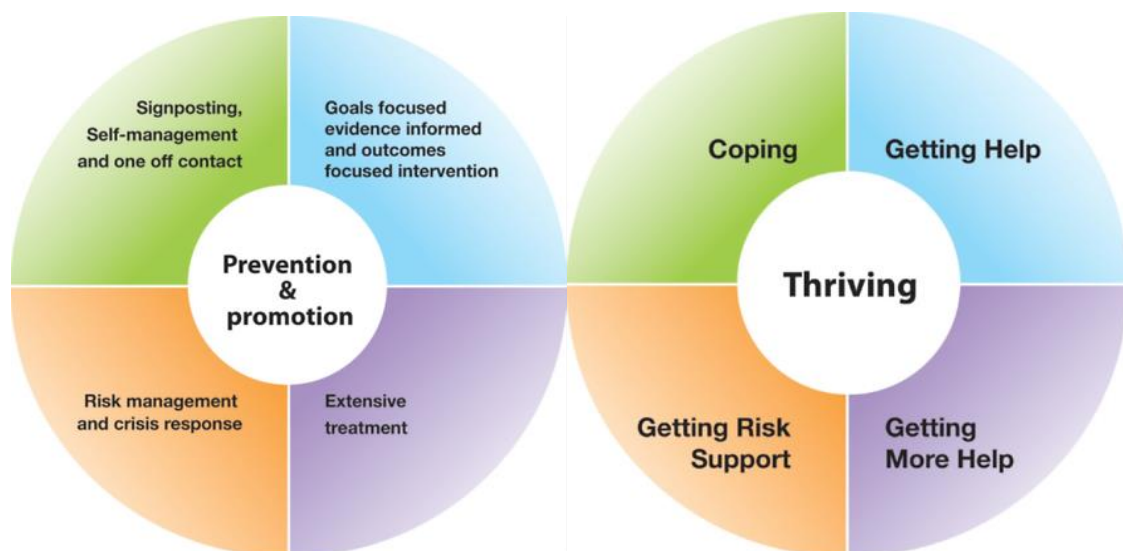 Signposting,
Self-management
and one off contact
Goals focused
evidence informed
and outcomes
focused intervention
Prevention
&
promotion
Risk management
and crisis response
Extensive
treatment
Coping
Getting Help
Thriving
Getting Risk
Support
Getting
More Help